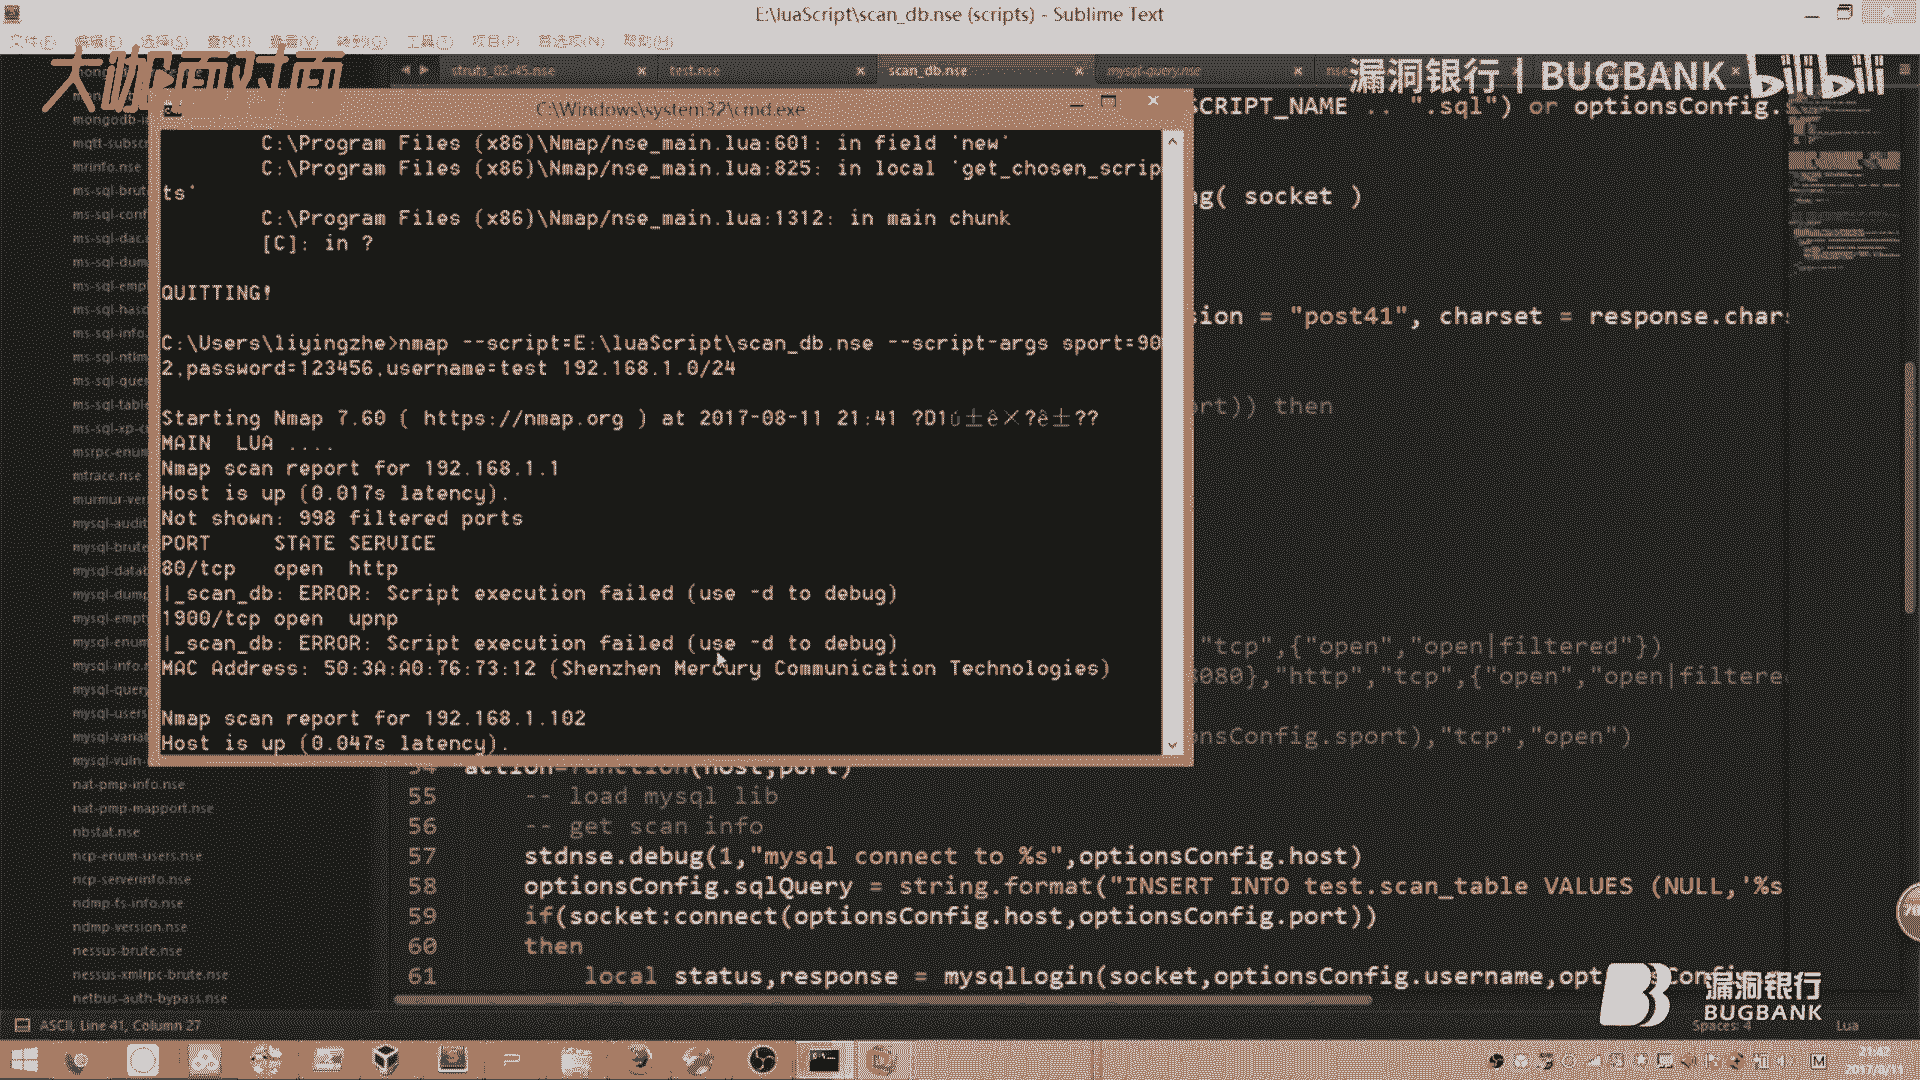 E:\luaScript\scan_db.nse (scripts) - Sublime Text
文件(F) 编辑(E) 选择(S) 查找(I) 工具(T) 项目(P) 首选项(N) 帮助(H)
大咖面对面
struts_02-45.nse
test.nse
scan_db.nse
mysql-query.nse
漏洞银行 | BUGBANK
bilibili
C:\Windows\system32\cmd.exe
C:\Program Files (x86)\Nmap/nse_main.lua:601: in field 'new'
C:\Program Files (x86)\Nmap/nse_main.lua:825: in local 'get_chosen_scrip
ts'
C:\Program Files (x86)\Nmap/nse_main.lua:1312: in main chunk
[C]: in ?
QUITTING!
C:\Users\liyingzhe>nmap --script=E:\luaScript\scan_db.nse --script-args sport=90
2,password=123456,username=test 192.168.1.0/24
Starting Nmap 7.60 ( https://nmap.org ) at 2017-08-11 21:41 ?D1ú±ê×?ê±??
MAIN  LUA ....
Nmap scan report for 192.168.1.1
Host is up (0.017s latency).
Not shown: 998 filtered ports
PORT     STATE SERVICE
80/tcp   open  http
|_scan_db: ERROR: Script execution failed (use -d to debug)
1900/tcp open  upnp
|_scan_db: ERROR: Script execution failed (use -d to debug)
MAC Address: 50:3A:A0:76:73:12 (Shenzhen Mercury Communication Technologies)
Nmap scan report for 192.168.1.102
Host is up (0.047s latency).
SCRIPT_NAME .. ".sql") or optionsConfig.
ng( socket )
sion = "post41", charset = response.chars
ort)) then
"tcp",{"open","open|filtered"})
8080},"http","tcp",{"open","open|filtere
onsConfig.sport),"tcp","open")
54 action=function(host,port)
55 -- load mysql lib
56 -- get scan info
57 stdnse.debug(1,"mysql connect to %s",optionsConfig.host)
58 optionsConfig.sqlQuery = string.format("INSERT INTO test.scan_table VALUES (NULL,'%s
59 if(socket:connect(optionsConfig.host,optionsConfig.port))
60 then
61 local status,response = mysqlLogin(socket,optionsConfig.username,opt
mqtt-subscr
mrinfo.nse
ms-sql-brut
ms-sql-conf
ms-sql-dac.
ms-sql-dum
ms-sql-emp
ms-sql-hasc
ms-sql-info.
ms-sql-ntlm
ms-sql-que
ms-sql-table
ms-sql-xp-c
msrpc-enum
mtrace.nse
murmur-ver
mysql-audit
mysql-brute
mysql-datab
mysql-dump
mysql-empt
mysql-enum
mysql-info.
mysql-query
mysql-users
mysql-varial
mysql-vuln-
nat-pmp-info.nse
nat-pmp-mapport.nse
nbstat.nse
ncp-enum-users.nse
ncp-serverinfo.nse
ndmp-fs-info.nse
ndmp-version.nse
nessus-brute.nse
nessus-xmlrpc-brute.nse
netbus-auth-bypass.nse
漏洞银行
BUGBANK
ASCII, Line 41, Column 27
Spaces: 4
Lua
21:42
2017/8/11